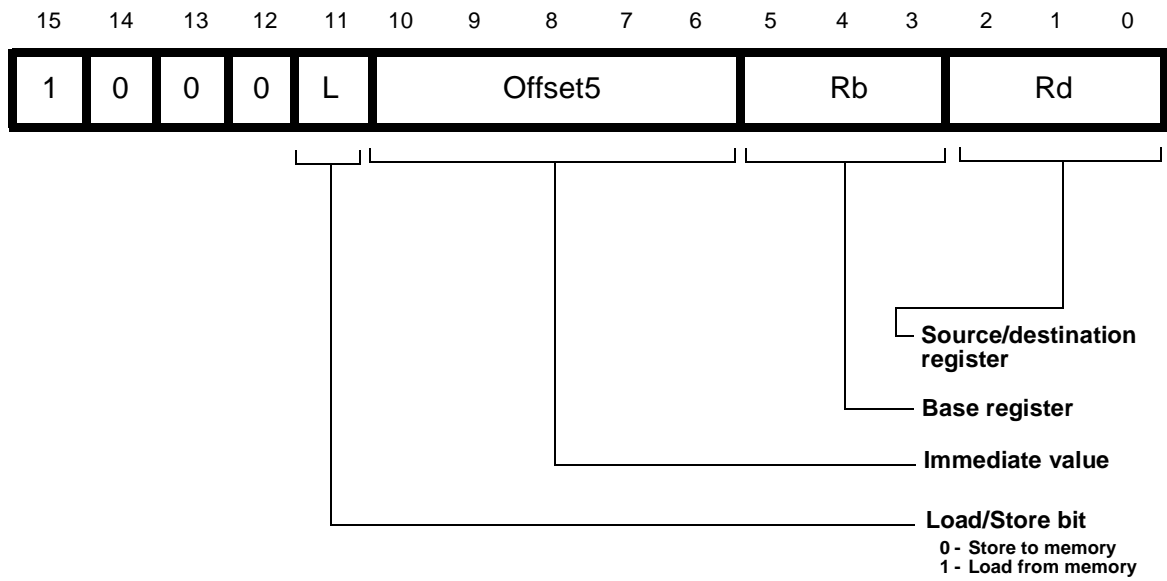 15 14 13 12 11 10 9 8 7 6 5 4 3 2 1 0
1 0 0 0 L Offset5 Rb Rd
Source/destination
register
Base register
Immediate value
Load/Store bit
0 - Store to memory
1 - Load from memory